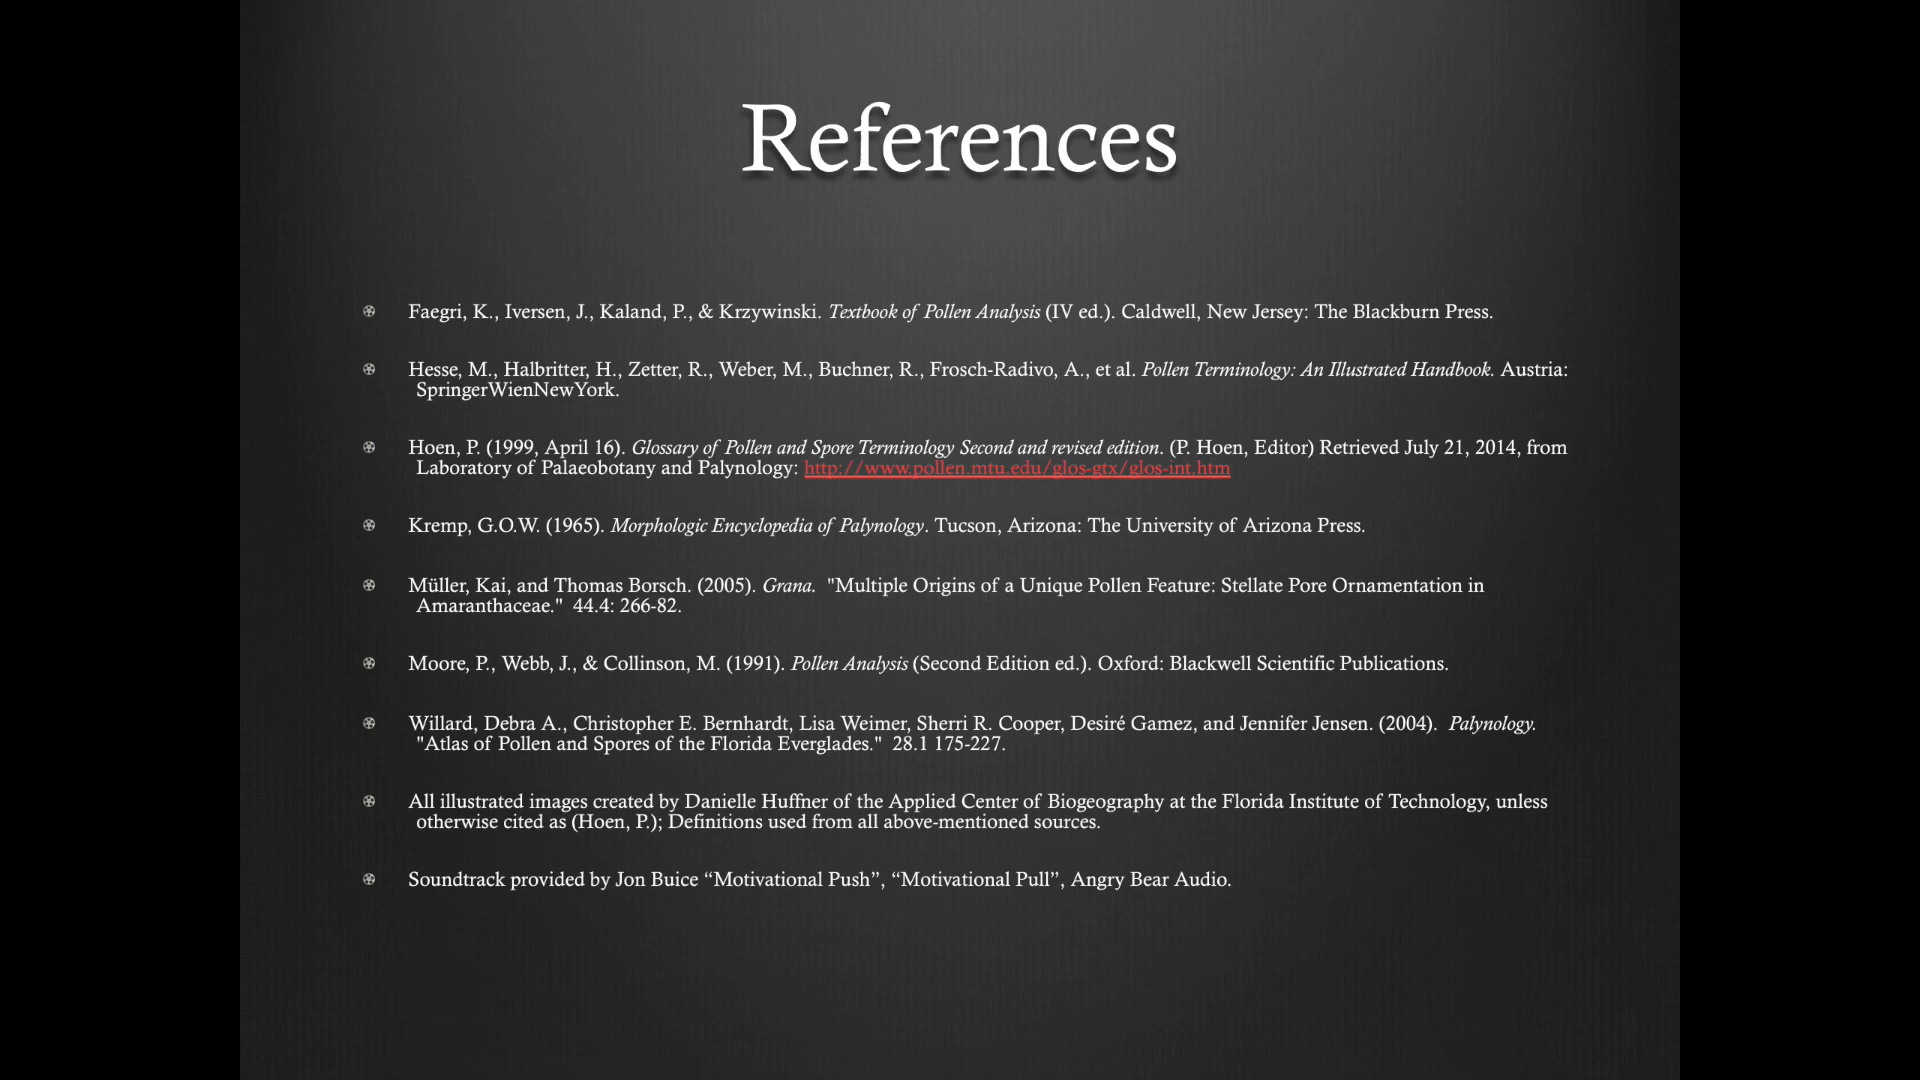 References
Faegri, K., Iversen, J., Kaland, P., & Krzywinski. Textbook of Pollen Analysis (IV ed.). Caldwell, New Jersey: The Blackburn Press.
Hesse, M., Halbritter, H., Zetter, R., Weber, M., Buchner, R., Frosch-Radivo, A., et al. Pollen Terminology: An Illustrated Handbook. Austria:
SpringerWienNewYork.
Hoen, P. (1999, April 16). Glossary of Pollen and Spore Terminology Second and revised edition. (P. Hoen, Editor) Retrieved July 21, 2014, from
Laboratory of Palaeobotany and Palynology: http://www.pollen.mtu.edu/glos-gtx/glos-int.htm
Kremp, G.O.W. (1965). Morphologic Encyclopedia of Palynology. Tucson, Arizona: The University of Arizona Press.
Müller, Kai, and Thomas Borsch. (2005). Grana. "Multiple Origins of a Unique Pollen Feature: Stellate Pore Ornamentation in
Amaranthaceae." 44.4: 266-82.
Moore, P., Webb, J., & Collinson, M. (1991). Pollen Analysis (Second Edition ed.). Oxford: Blackwell Scientific Publications.
Willard, Debra A., Christopher E. Bernhardt, Lisa Weimer, Sherri R. Cooper, Desiré Gamez, and Jennifer Jensen. (2004). Palynology.
"Atlas of Pollen and Spores of the Florida Everglades." 28.1 175-227.
All illustrated images created by Danielle Huffner of the Applied Center of Biogeography at the Florida Institute of Technology, unless
otherwise cited as (Hoen, P.); Definitions used from all above-mentioned sources.
Soundtrack provided by Jon Buice “Motivational Push”, “Motivational Pull”, Angry Bear Audio.